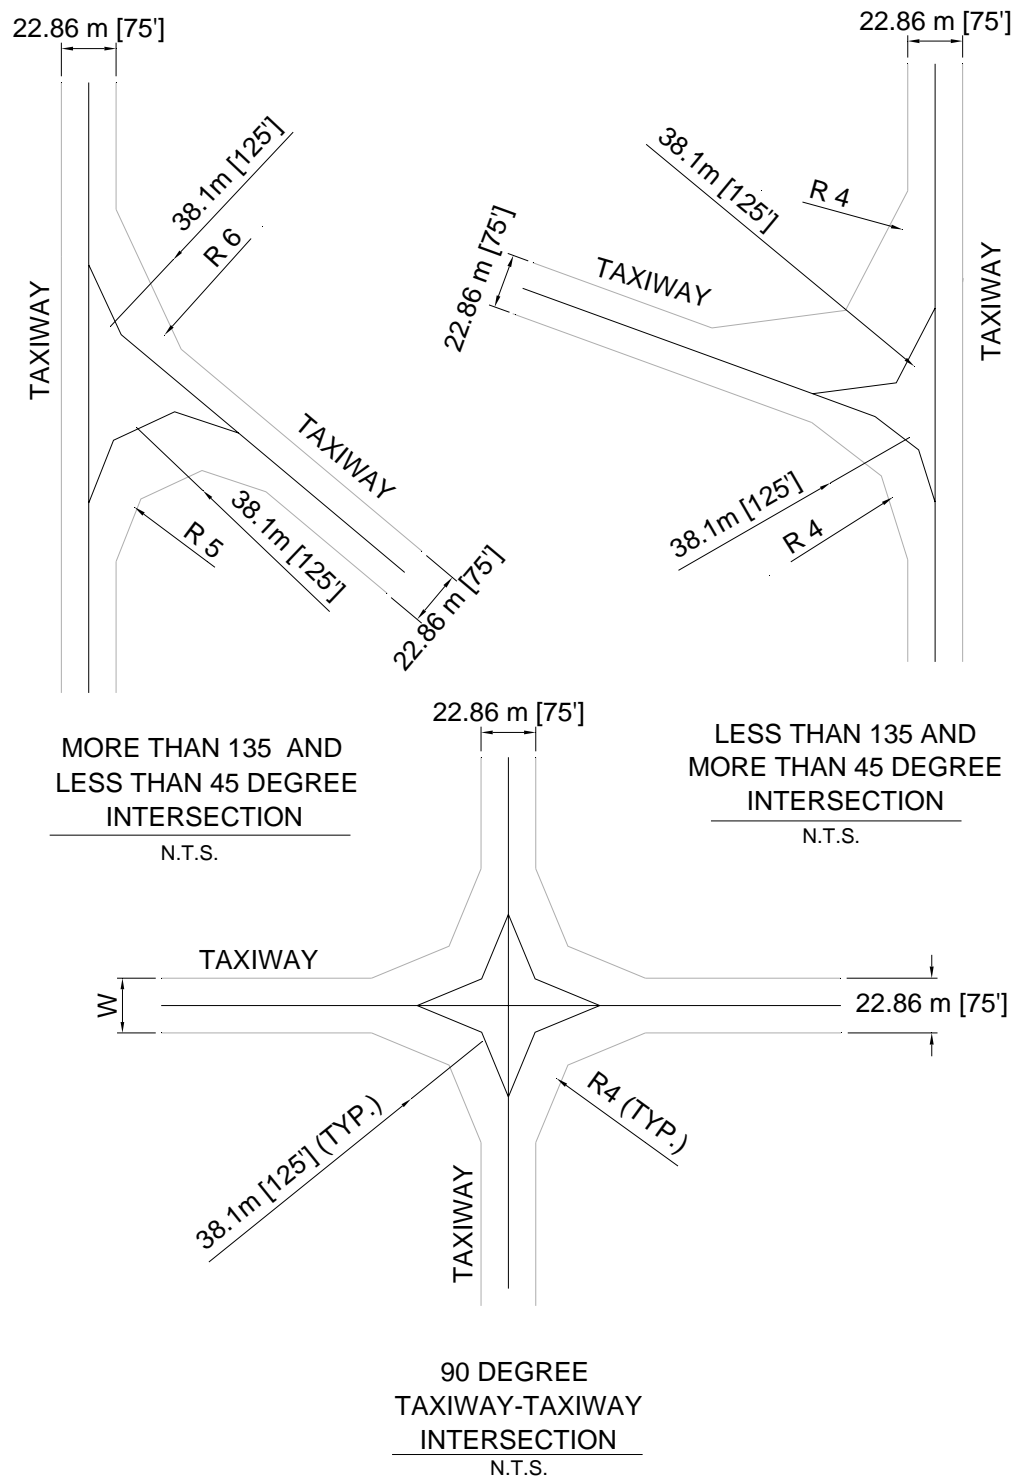 22.86 m [75']
38.1m [125']
R 6
TAXIWAY
TAXIWAY
38.1m [125']
R 5
22.86 m [75']
MORE THAN 135 AND
LESS THAN 45 DEGREE
INTERSECTION
N.T.S.
22.86 m [75']
38.1m [125']
R 4
22.86 m [75']
TAXIWAY
TAXIWAY
38.1m [125']
R 4
LESS THAN 135 AND
MORE THAN 45 DEGREE
INTERSECTION
N.T.S.
22.86 m [75']
TAXIWAY
W
22.86 m [75']
38.1m [125'] (TYP.)
R4 (TYP.)
TAXIWAY
90 DEGREE
TAXIWAY-TAXIWAY
INTERSECTION
N.T.S.